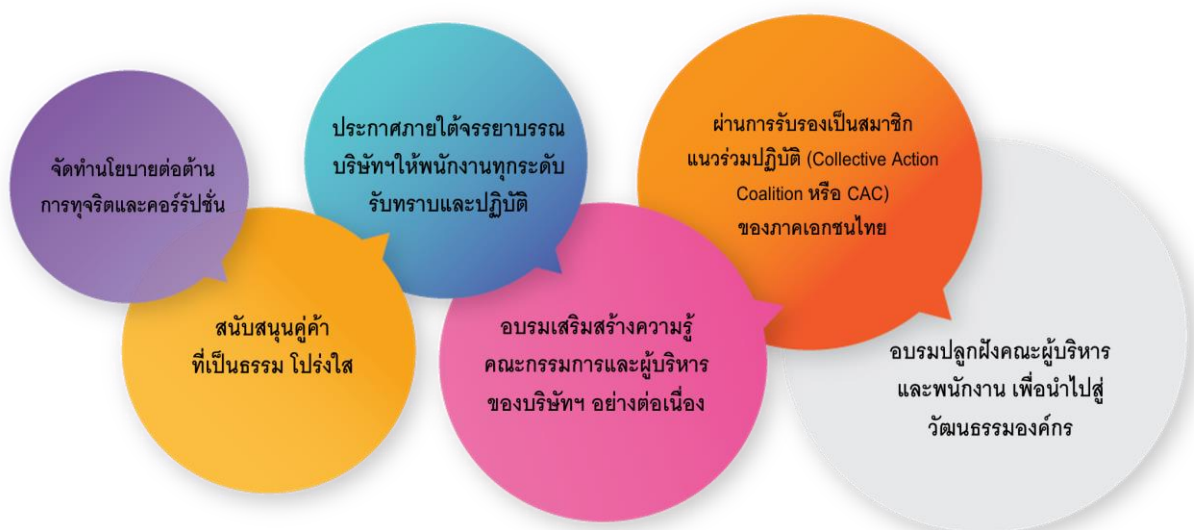 จัดทำนโยบายต่อต้าน
การทุจริตและคอร์รัปชั่น
สนับสนุนคู่ค้า
ที่เป็นธรรม โปร่งใส
ประกาศภายใต้จรรยาบรรณ
บริษัทฯให้พนักงานทุกระดับ
รับทราบและปฏิบัติ
อบรมเสริมสร้างความรู้
คณะกรรมการและผู้บริหาร
ของบริษัทฯ อย่างต่อเนื่อง
ผ่านการรับรองเป็นสมาชิก
แนวร่วมปฏิบัติ (Collective Action
Coalition หรือ CAC)
ของภาคเอกชนไทย
อบรมปลูกฝังคณะผู้บริหาร
และพนักงาน เพื่อนำไปสู่
วัฒนธรรมองค์กร